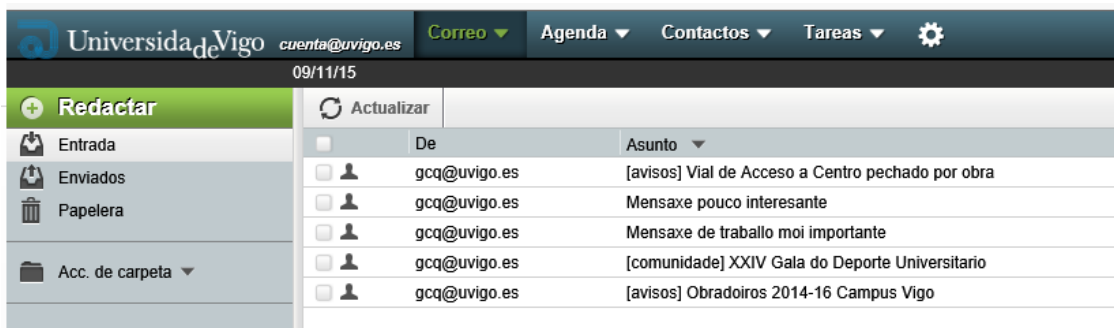 UniversidadeVigo cuenta@uvigo.es Correo Agenda Contactos Tareas
09/11/15
Redactar Actualizar
Entrada De Asunto
gcq@uvigo.es [avisos] Vial de Acceso a Centro pechado por obra
Enviados
gcq@uvigo.es Mensaxe pouco interesante
Papelera
gcq@uvigo.es Mensaxe de traballo moi importante
Acc. de carpeta gcq@uvigo.es [comunidade] XXIV Gala do Deporte Universitario
gcq@uvigo.es [avisos] Obradoiros 2014-16 Campus Vigo